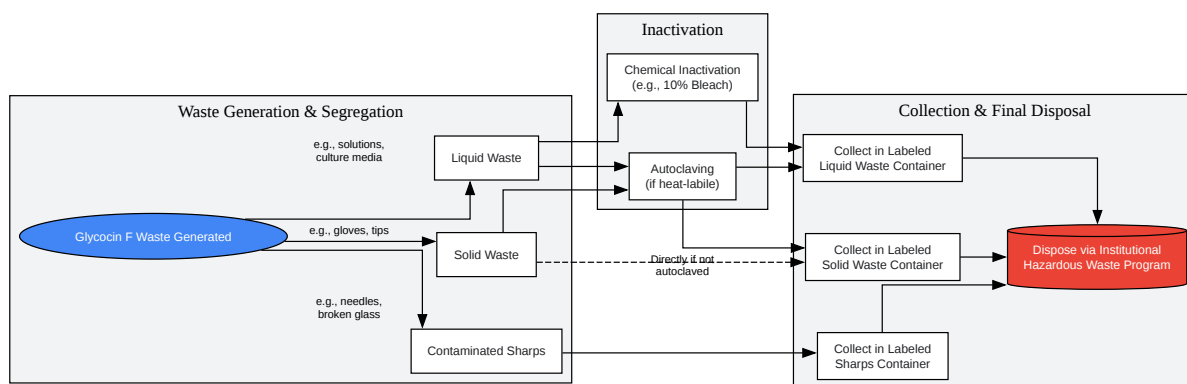 Inactivation
Chemical Inactivation
(e.g., 10% Bleach)
Waste Generation & Segregation
Collection & Final Disposal
e.g., solutions,
culture media
Liquid Waste
Autoclaving
(if heat-labile)
Collect in Labeled
Liquid Waste Container
Glycocin F Waste Generated
e.g., gloves, tips
Solid Waste
Directly if not
autoclaved
Collect in Labeled
Solid Waste Container
Dispose via Institutional
Hazardous Waste Program
e.g., needles,
broken glass
Contaminated Sharps
Collect in Labeled
Sharps Container